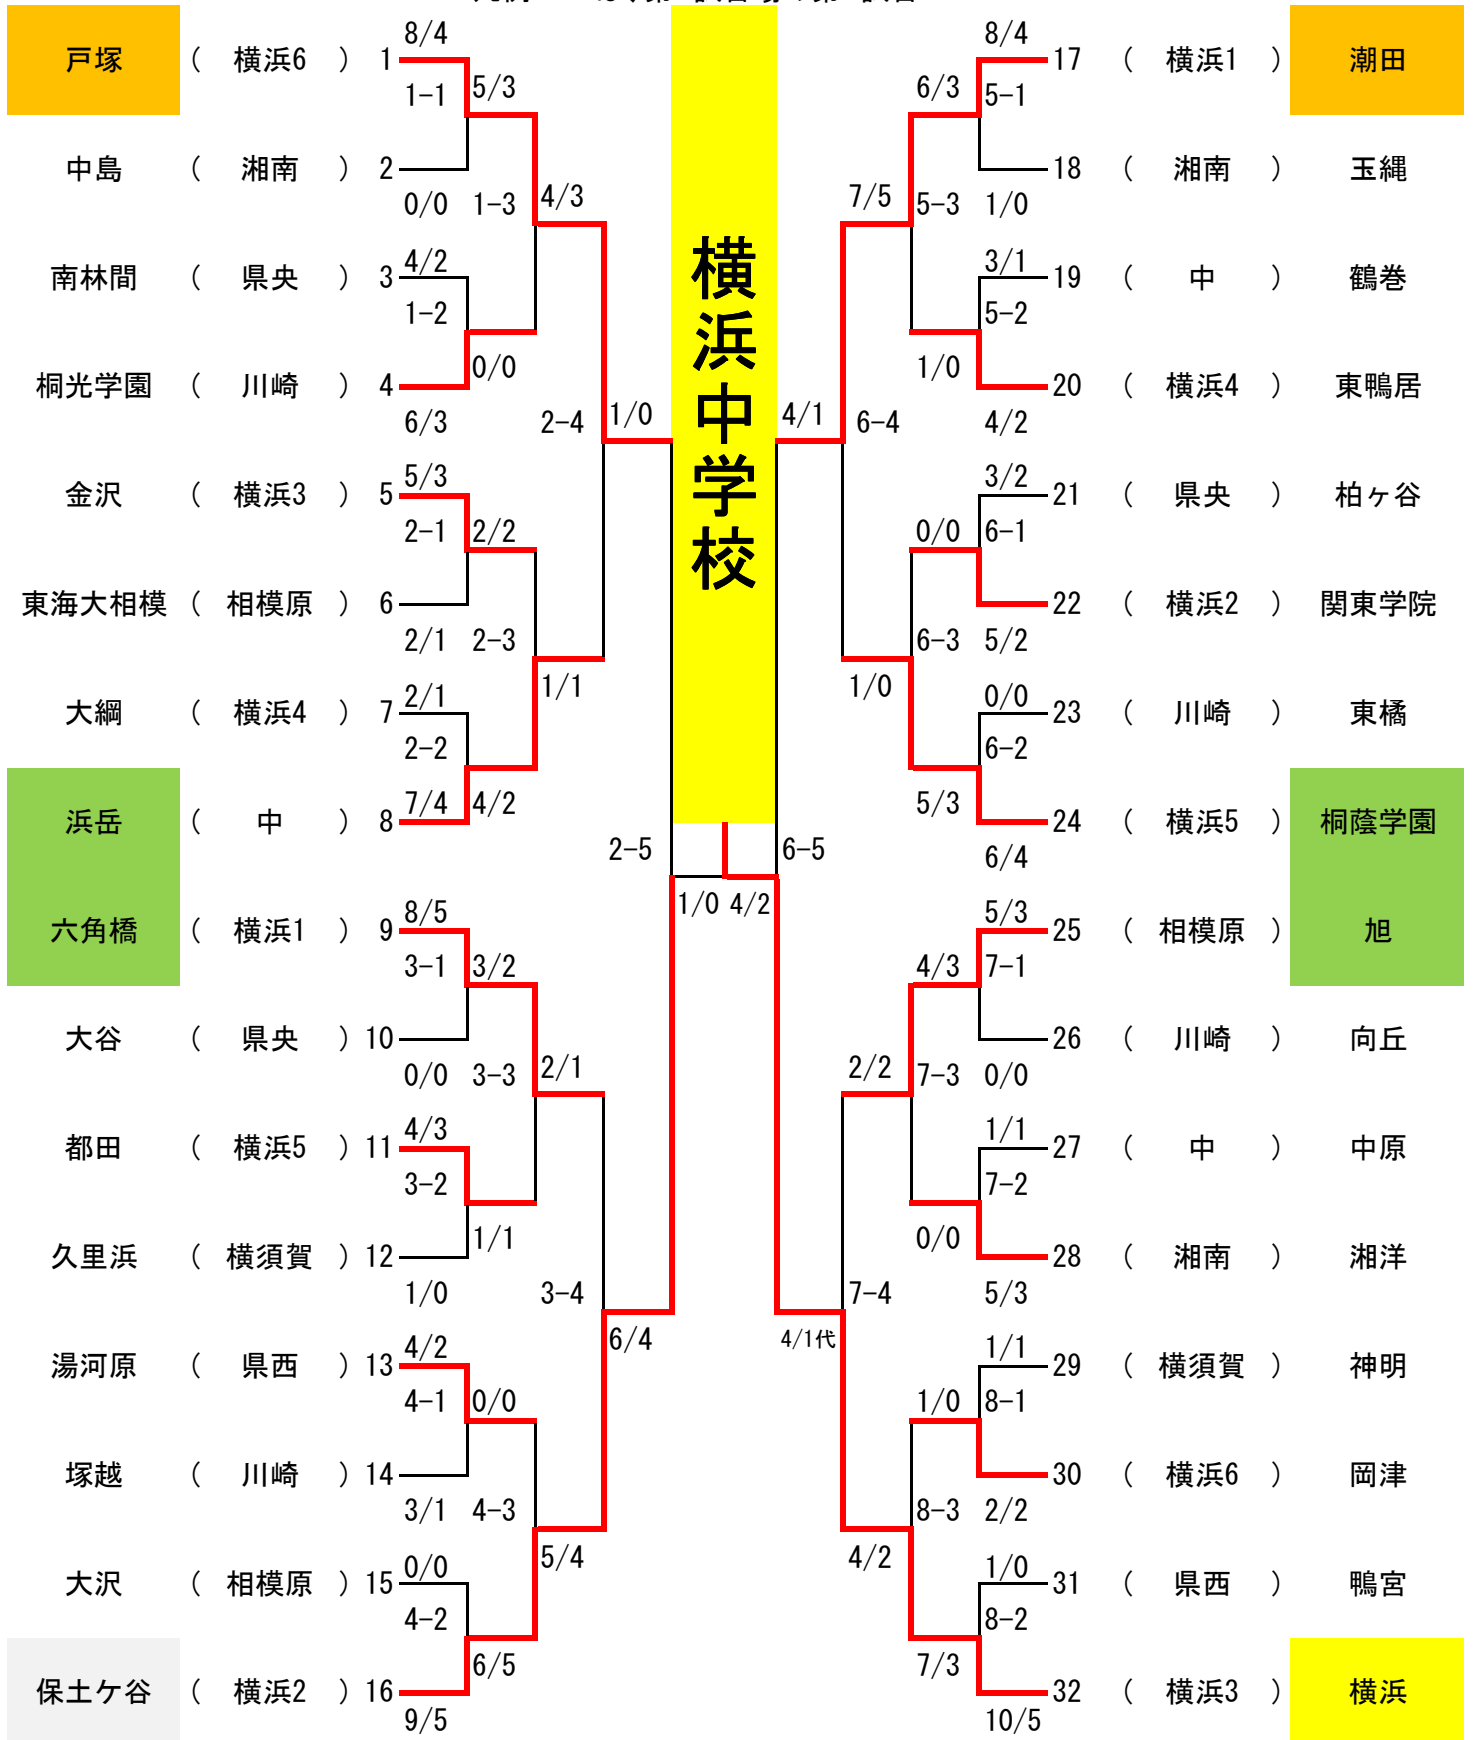 戸塚 ( 横浜6 ) 1 8/4
1-1 5/3
中島 ( 湘南 ) 2
0/0 1-3 4/3
南林間 ( 県央 ) 3 4/2
1-2
桐光学園 ( 川崎 ) 4 0/0
6/3 2-4 1/0
金沢 ( 横浜3 ) 5 5/3
2-1 2/2
東海大相模 ( 相模原 ) 6
2/1 2-3
1/1
大綱 ( 横浜4 ) 7 2/1
2-2
浜岳 ( 中 ) 8 7/4 4/2
2-5
1/0
六角橋 ( 横浜1 ) 9 8/5
3-1 3/2
大谷 ( 県央 ) 10
0/0 3-3 2/1
都田 ( 横浜5 ) 11 4/3
3-2
久里浜 ( 横須賀 ) 12 1/1
1/0 3-4
6/4
湯河原 ( 県西 ) 13 4/2
4-1 0/0
塚越 ( 川崎 ) 14
3/1 4-3
5/4
大沢 ( 相模原 ) 15 0/0
4-2
保土ケ谷 ( 横浜2 ) 16 6/5
9/5
横浜中学校
8/4 17 ( 横浜1 ) 潮田
6/3 5-1
18 ( 湘南 ) 玉縄
7/5 5-3 1/0
3/1 19 ( 中 ) 鶴巻
5-2
1/0 20 ( 横浜4 ) 東鴨居
4/1 6-4 4/2
3/2 21 ( 県央 ) 柏ヶ谷
0/0 6-1
22 ( 横浜2 ) 関東学院
6-3 5/2
1/0
0/0 23 ( 川崎 ) 東橘
6-2
5/3 24 ( 横浜5 ) 桐蔭学園
6-5 6/4
4/2
5/3 25 ( 相模原 ) 旭
4/3 7-1
26 ( 川崎 ) 向丘
2/2 7-3 0/0
1/1 27 ( 中 ) 中原
7-2
0/0 28 ( 湘南 ) 湘洋
7-4 5/3
4/1代
1/1 29 ( 横須賀 ) 神明
1/0 8-1
30 ( 横浜6 ) 岡津
8-3 2/2
4/2
1/0 31 ( 県西 ) 鴨宮
8-2
7/3 32 ( 横浜3 ) 横浜
10/5